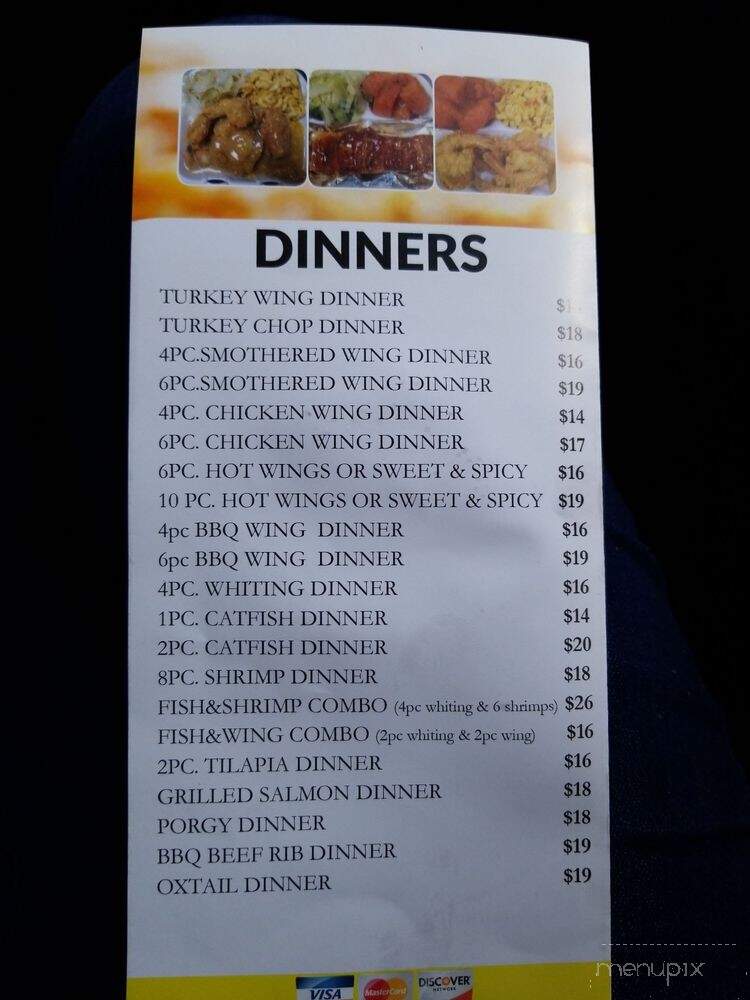 DINNERS
TURKEY WING DINNER
TURKEY CHOP DINNER $18
4PC.SMOTHERED WING DINNER $16
6PC.SMOTHERED WING DINNER $19
4PC. CHICKEN WING DINNER $14
6PC. CHICKEN WING DINNER $17
6PC. HOT WINGS OR SWEET & SPICY $16
10 PC. HOT WINGS OR SWEET & SPICY $19
4pc BBQ WING DINNER $16
6pc BBQ WING DINNER $19
4PC. WHITING DINNER $16
1PC. CATFISH DINNER $14
2PC. CATFISH DINNER $20
8PC. SHRIMP DINNER $18
FISH&SHRIMP COMBO (4pc whiting & 6 shrimps) $26
FISH&WING COMBO (2pc whiting & 2pc wing) $16
2PC. TILAPIA DINNER $16
GRILLED SALMON DINNER $18
PORGY DINNER $18
BBQ BEEF RIB DINNER $19
OXTAIL DINNER $19
VISA MasterCard DISCOVER
NETWORK
menupix